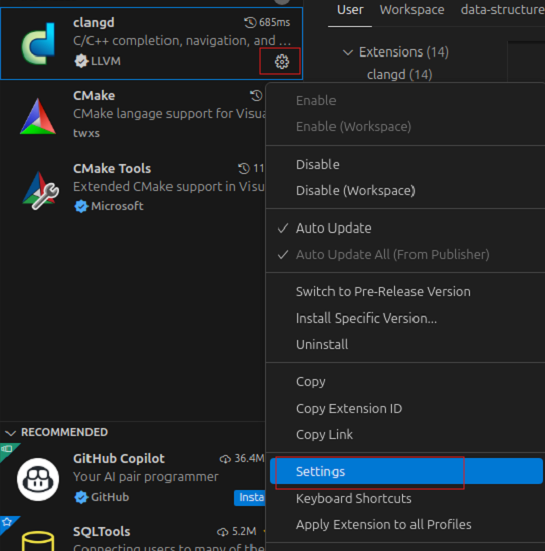 clangd 685ms
C/C++ completion, navigation, and ...
LLVM
CMake
CMake langage support for Visua
twxs
CMake Tools 11
Extended CMake support in Visu
Microsoft
RECOMMENDED
GitHub Copilot 36.4M
Your AI pair programmer
GitHub Insta
SQLTools 5.2M
Connecting users to many of the
User Workspace data-structure
Extensions (14)
clangd (14)
Enable
Enable (Workspace)
Disable
Disable (Workspace)
Auto Update
Auto Update All (From Publisher)
Switch to Pre-Release Version
Install Specific Version...
Uninstall
Copy
Copy Extension ID
Copy Link
Settings
Keyboard Shortcuts
Apply Extension to all Profiles